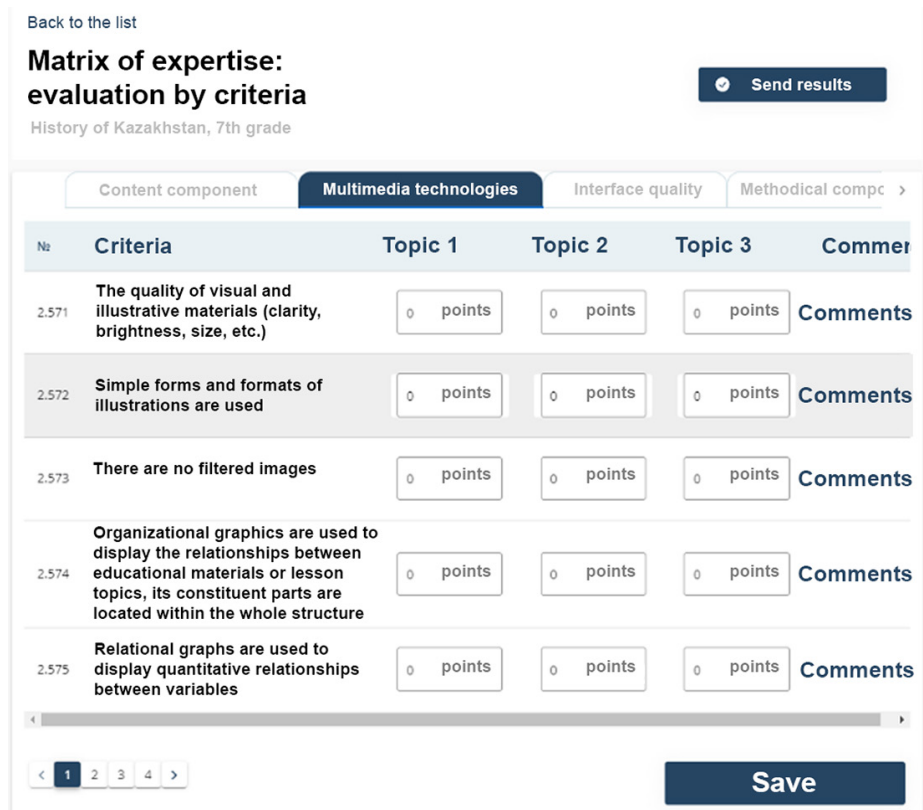 Back to the list
Matrix of expertise:
evaluation by criteria
Send results
History of Kazakhstan, 7th grade
Content component Multimedia technologies Interface quality Methodical compc >
№ Criteria Topic 1 Topic 2 Topic 3 Commer
2.571 The quality of visual and
illustrative materials (clarity,
brightness, size, etc.)
0 points 0 points 0 points Comments
2.572 Simple forms and formats of
illustrations are used
0 points 0 points 0 points Comments
2.573 There are no filtered images
0 points 0 points 0 points Comments
2.574 Organizational graphics are used to
display the relationships between
educational materials or lesson
topics, its constituent parts are
located within the whole structure
0 points 0 points 0 points Comments
2.575 Relational graphs are used to
display quantitative relationships
between variables
0 points 0 points 0 points Comments
< 1 2 3 4 >
Save